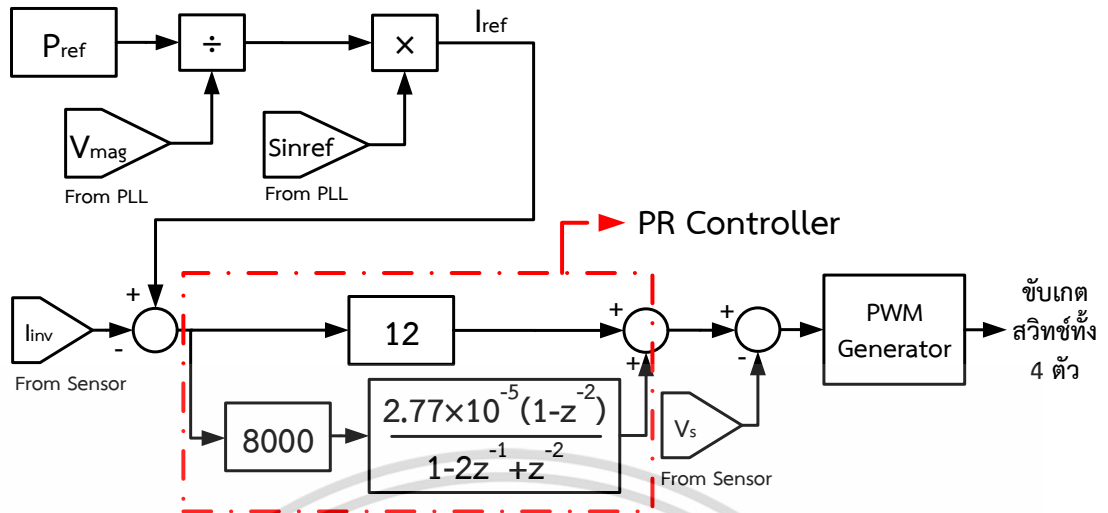 Pref
÷
×
Iref
Vmag
From PLL
Sinref
From PLL
PR Controller
+
Iinv
-
From Sensor
12
+
+
+
-
PWM
Generator
ขับเกต
สวิทช์ทั้ง
4 ตัว
8000
2.77×10⁻⁵(1-z⁻²)
1-2z⁻¹+z⁻²
Vs
From Sensor